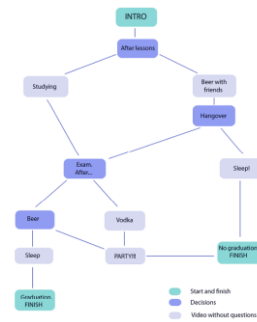 INTRO
After lessons
Studying
Beer with
friends
Hangover
Exam.
After...
Sleep!
Beer
Vodka
Sleep
PARTY!!!
No graduation
FINISH
Graduation
FINISH
Start and finish
Decisions
Video without questions